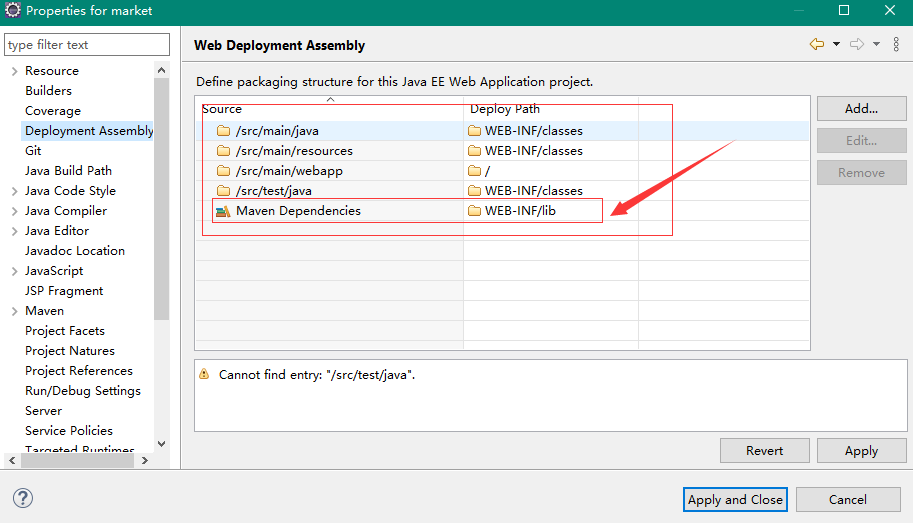 Properties for market
type filter text
Resource
Builders
Coverage
Deployment Assembly
Git
Java Build Path
Java Code Style
Java Compiler
Java Editor
Javadoc Location
JavaScript
JSP Fragment
Maven
Project Facets
Project Natures
Project References
Run/Debug Settings
Server
Service Policies
Targeted Runtimes
Web Deployment Assembly
Define packaging structure for this Java EE Web Application project.
Source Deploy Path
/src/main/java WEB-INF/classes
/src/main/resources WEB-INF/classes
/src/main/webapp /
/src/test/java WEB-INF/classes
Maven Dependencies WEB-INF/lib
Add...
Edit...
Remove
Cannot find entry: "/src/test/java".
Revert Apply
? Apply and Close Cancel